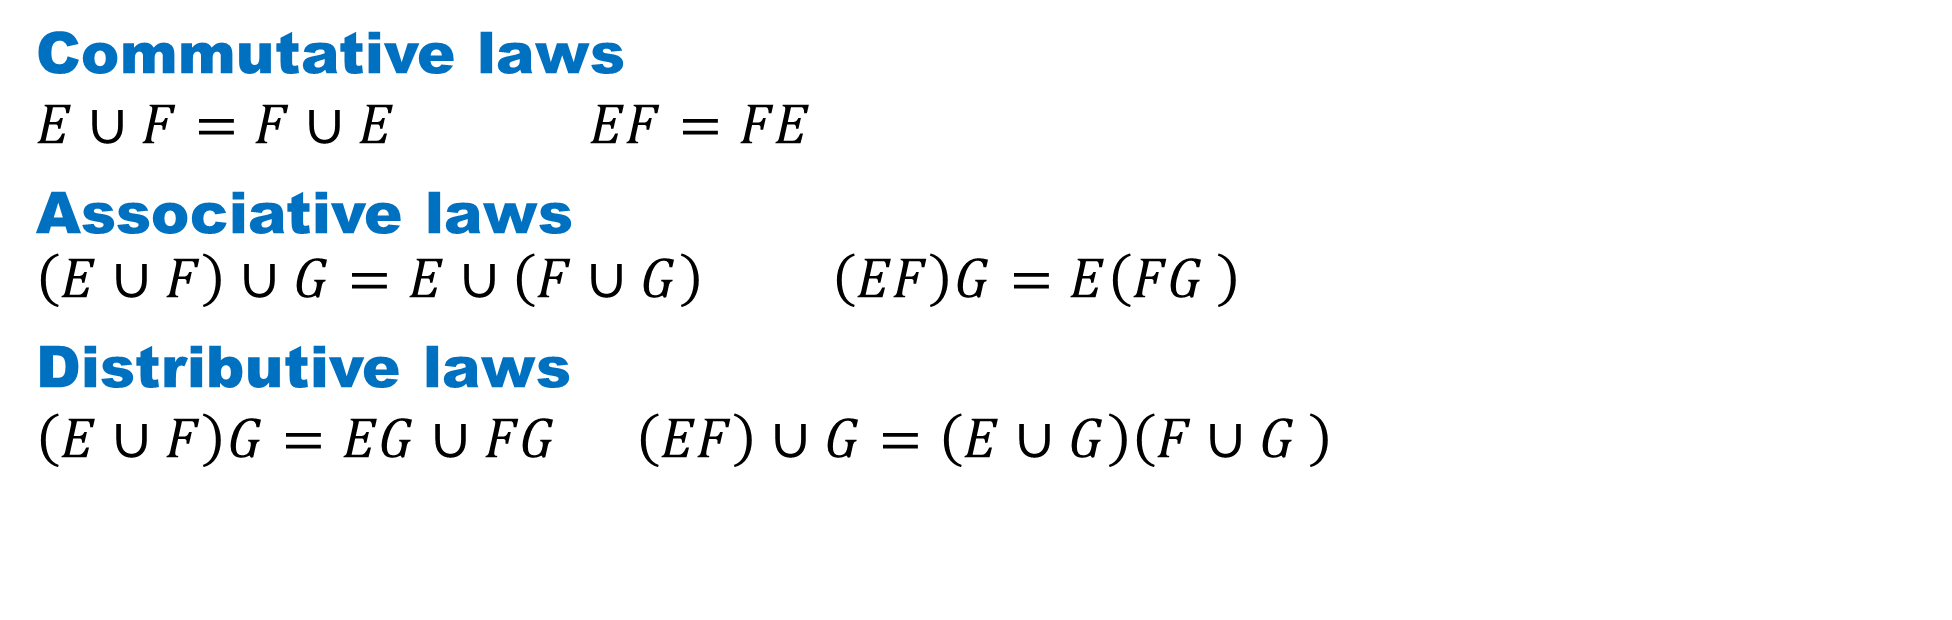 Commutative laws
E ∪ F = F ∪ E EF = FE
Associative laws
(E ∪ F) ∪ G = E ∪ (F ∪ G) (EF)G = E(FG )
Distributive laws
(E ∪ F)G = EG ∪ FG (EF) ∪ G = (E ∪ G)(F ∪ G )